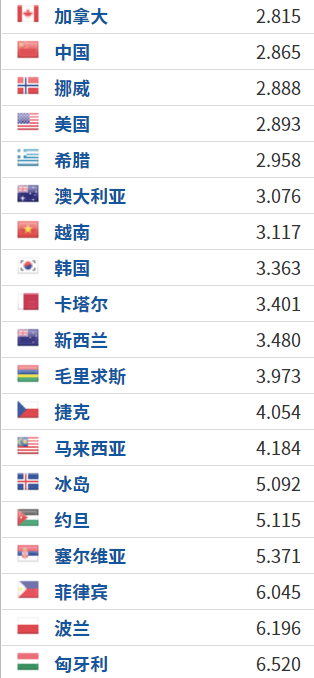 加拿大 2.815
中国 2.865
挪威 2.888
美国 2.893
希腊 2.958
澳大利亚 3.076
越南 3.117
韩国 3.363
卡塔尔 3.401
新西兰 3.480
毛里求斯 3.973
捷克 4.054
马来西亚 4.184
冰岛 5.092
约旦 5.115
塞尔维亚 5.371
菲律宾 6.045
波兰 6.196
匈牙利 6.520